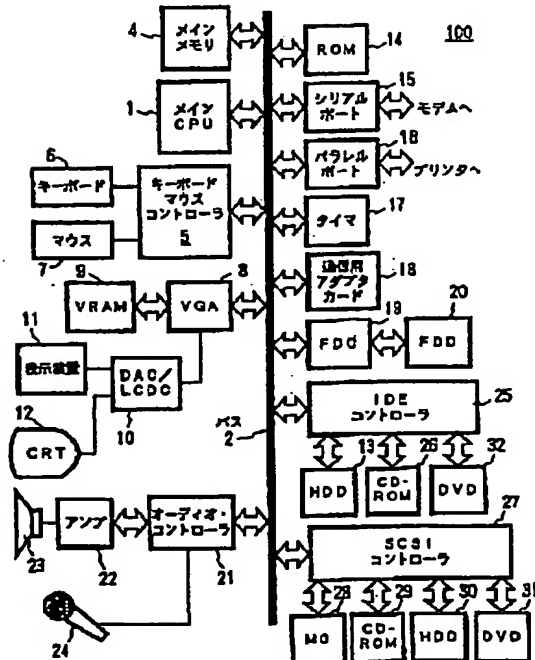 100
4
メイン
メモリ
1
メイン
CPU
6
キーボード
7
マウス
キーボード
マウス
コントローラ
5
9
VRAM
8
VGA
11
表示装置
DAC/
LCDC
10
12
CRT
バス
2
23
アンプ
22
オーディオ・
コントローラ
21
24
ROM
14
15
シリアル
ポート
モデムへ
16
パラレル
ポート
プリンタへ
タイマ
17
通信用
アダプタ
カード
18
19
FDC
20
FDD
IDE
コントローラ
25
13
HDD
26
CD-
ROM
32
DVD
27
SCSI
コントローラ
28
MO
29
CD-
ROM
30
HDD
31
DVD